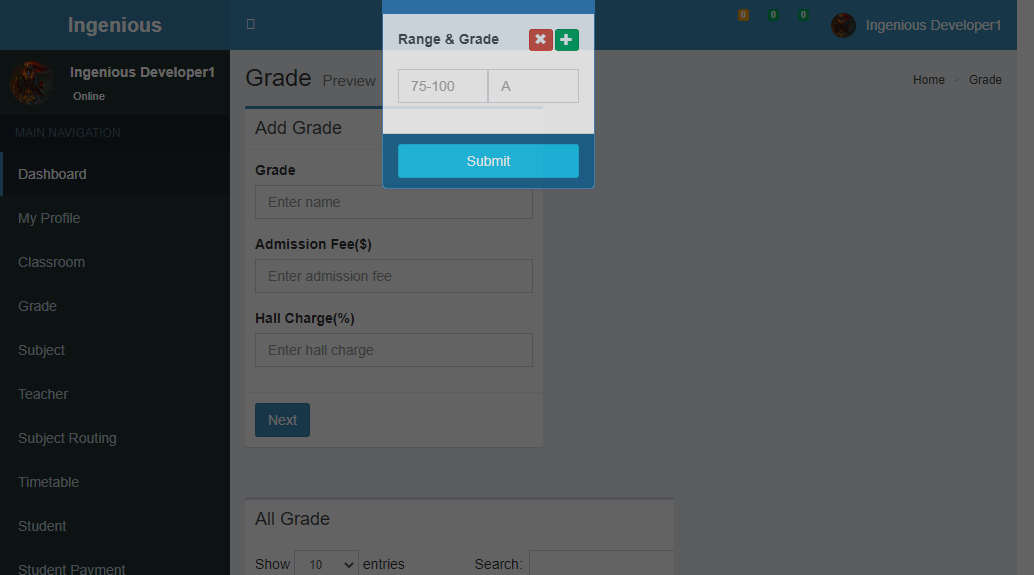 Ingenious
0 0 0
Ingenious Developer1
Ingenious Developer1
Online
MAIN NAVIGATION
Dashboard
My Profile
Classroom
Grade
Subject
Teacher
Subject Routing
Timetable
Student
Student Payment
Grade Preview
Home > Grade
Range & Grade
75-100 A
Submit
Add Grade
Grade
Enter name
Admission Fee($)
Enter admission fee
Hall Charge(%)
Enter hall charge
Next
All Grade
Show 10 entries Search: